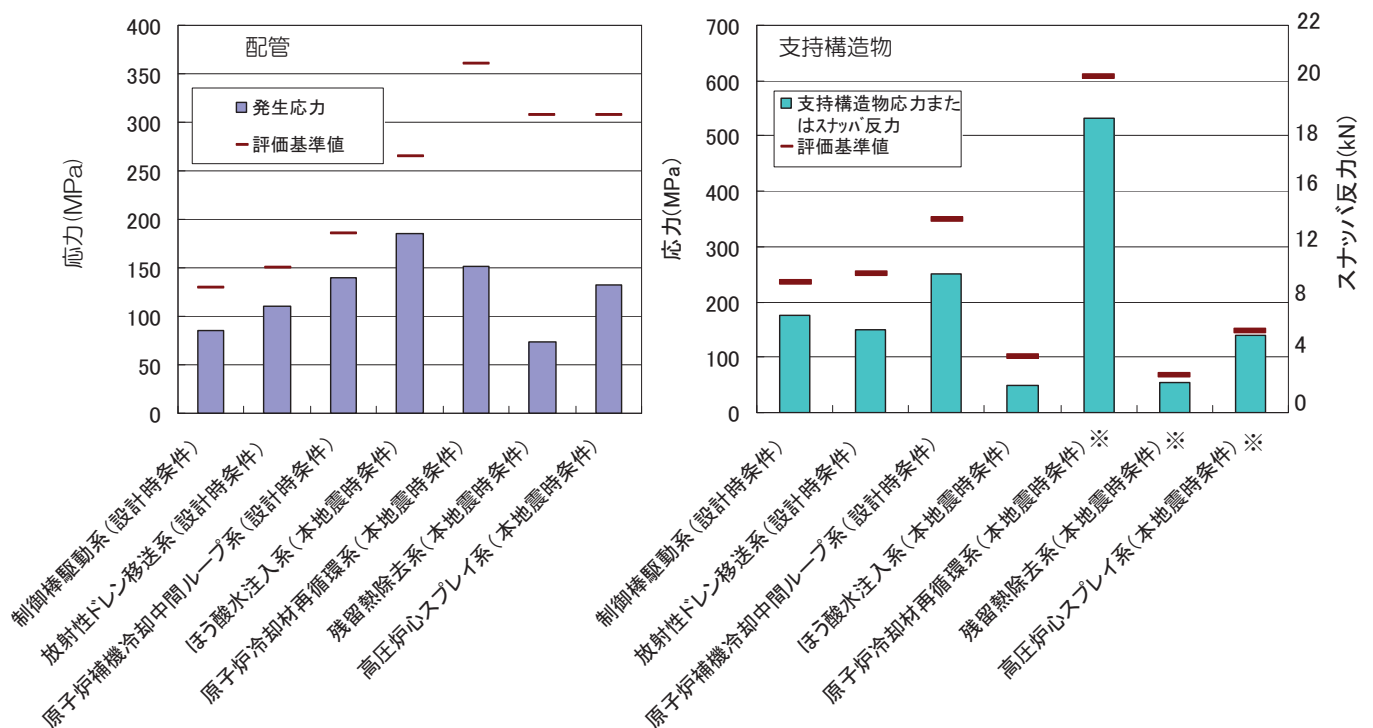 400
350
300
250
200
150
100
50
0
応力(MPa)
配管
発生応力
評価基準値
制御棒駆動系(設計時条件)
放射性ドレン移送系(設計時条件)
原子炉補機冷却中間ループ系(設計時条件)
ほう酸水注入系(本地震時条件)
原子炉冷却材再循環系(本地震時条件)
残留熱除去系(本地震時条件)
高圧炉心スプレイ系(本地震時条件)
700
600
500
400
300
200
100
0
応力(MPa)
支持構造物
支持構造物応力また
はスナッバ反力
評価基準値
22
20
18
16
12
8
4
0
スナッバ反力(kN)
制御棒駆動系(設計時条件)
放射性ドレン移送系(設計時条件)
原子炉補機冷却中間ループ系(設計時条件)
ほう酸水注入系(本地震時条件)
原子炉冷却材再循環系(本地震時条件)※
残留熱除去系(本地震時条件)※
高圧炉心スプレイ系(本地震時条件)※